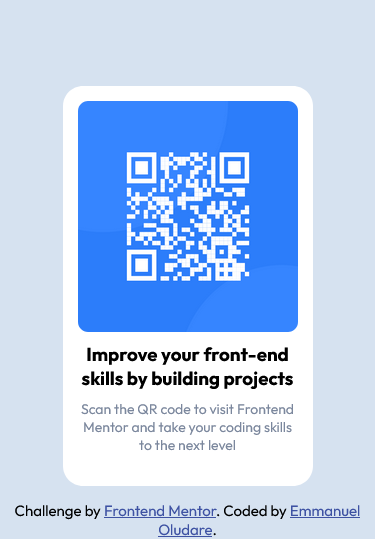 Improve your front-end
skills by building projects
Scan the QR code to visit Frontend
Mentor and take your coding skills
to the next level
Challenge by Frontend Mentor. Coded by Emmanuel
Oludare.